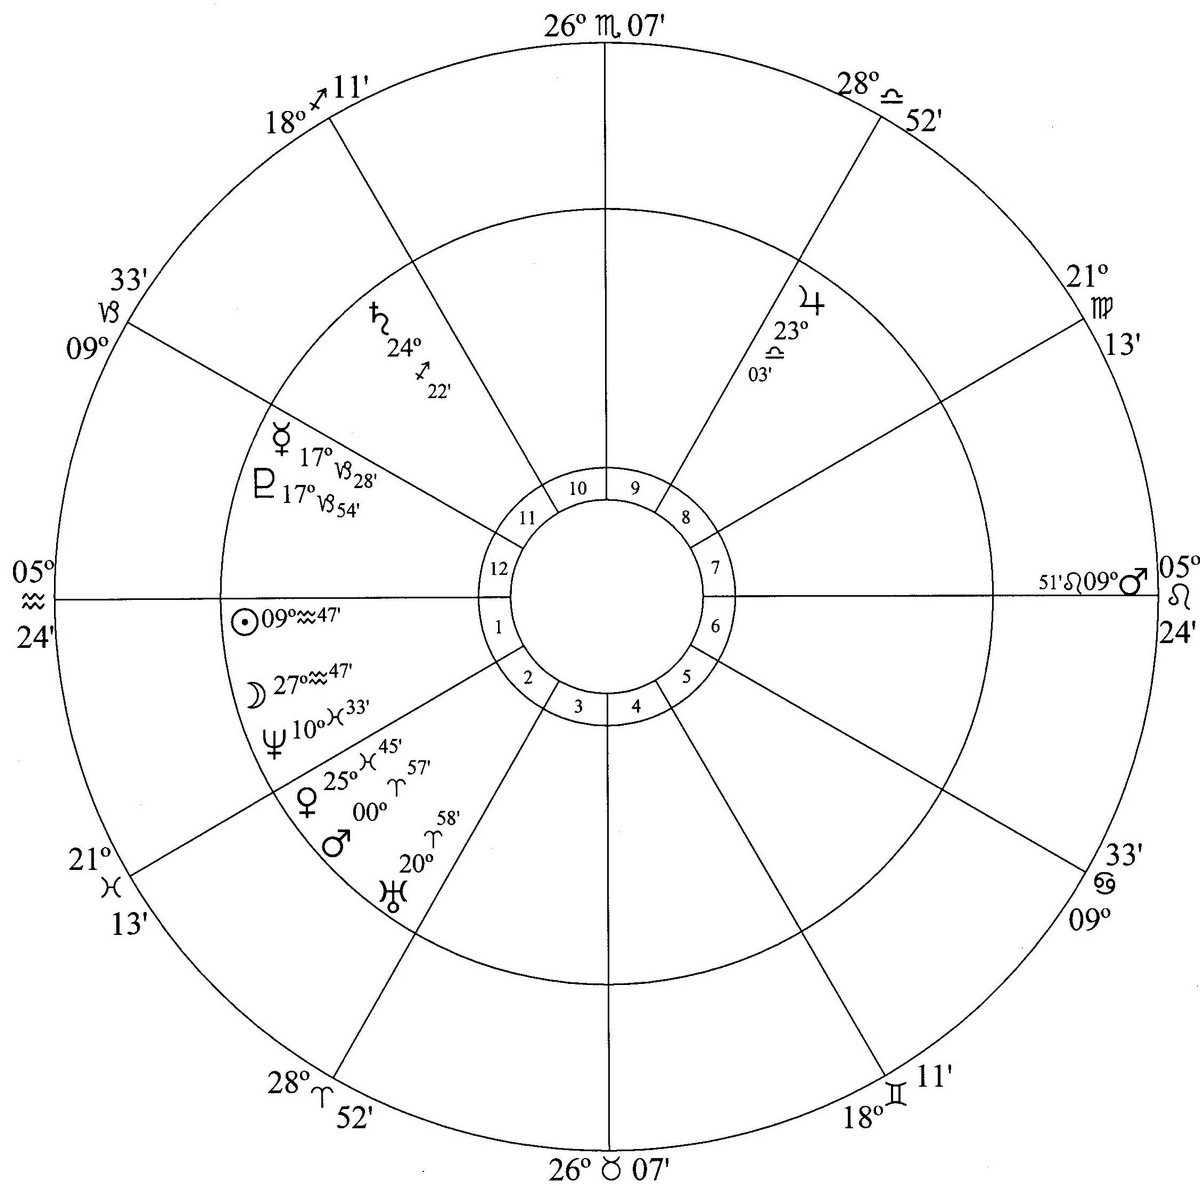 26º ♏ 07'
28º ♎ 52'
18º ♐ 11'
21º ♍ 13'
33' ♑ 09º
♄ 24º ♐ 22'
♃ 23º ♎ 03'
☿ 17º ♑ 28'
♇ 17º ♑ 54'
10 9
11 8
12 7
1 6
2 5
3 4
05º ♒ 24'
51' ♌ 09º ♂
05º ♌ 24'
☉ 09º ♒ 47'
☽ 27º ♒ 47'
♆ 10º ♓ 33'
♀ 25º ♓ 45'
♂ 00º ♈ 57'
♅ 20º ♈ 58'
21º ♓ 13'
33' ♋ 09º
28º ♈ 52'
18º ♊ 11'
26º ♉ 07'